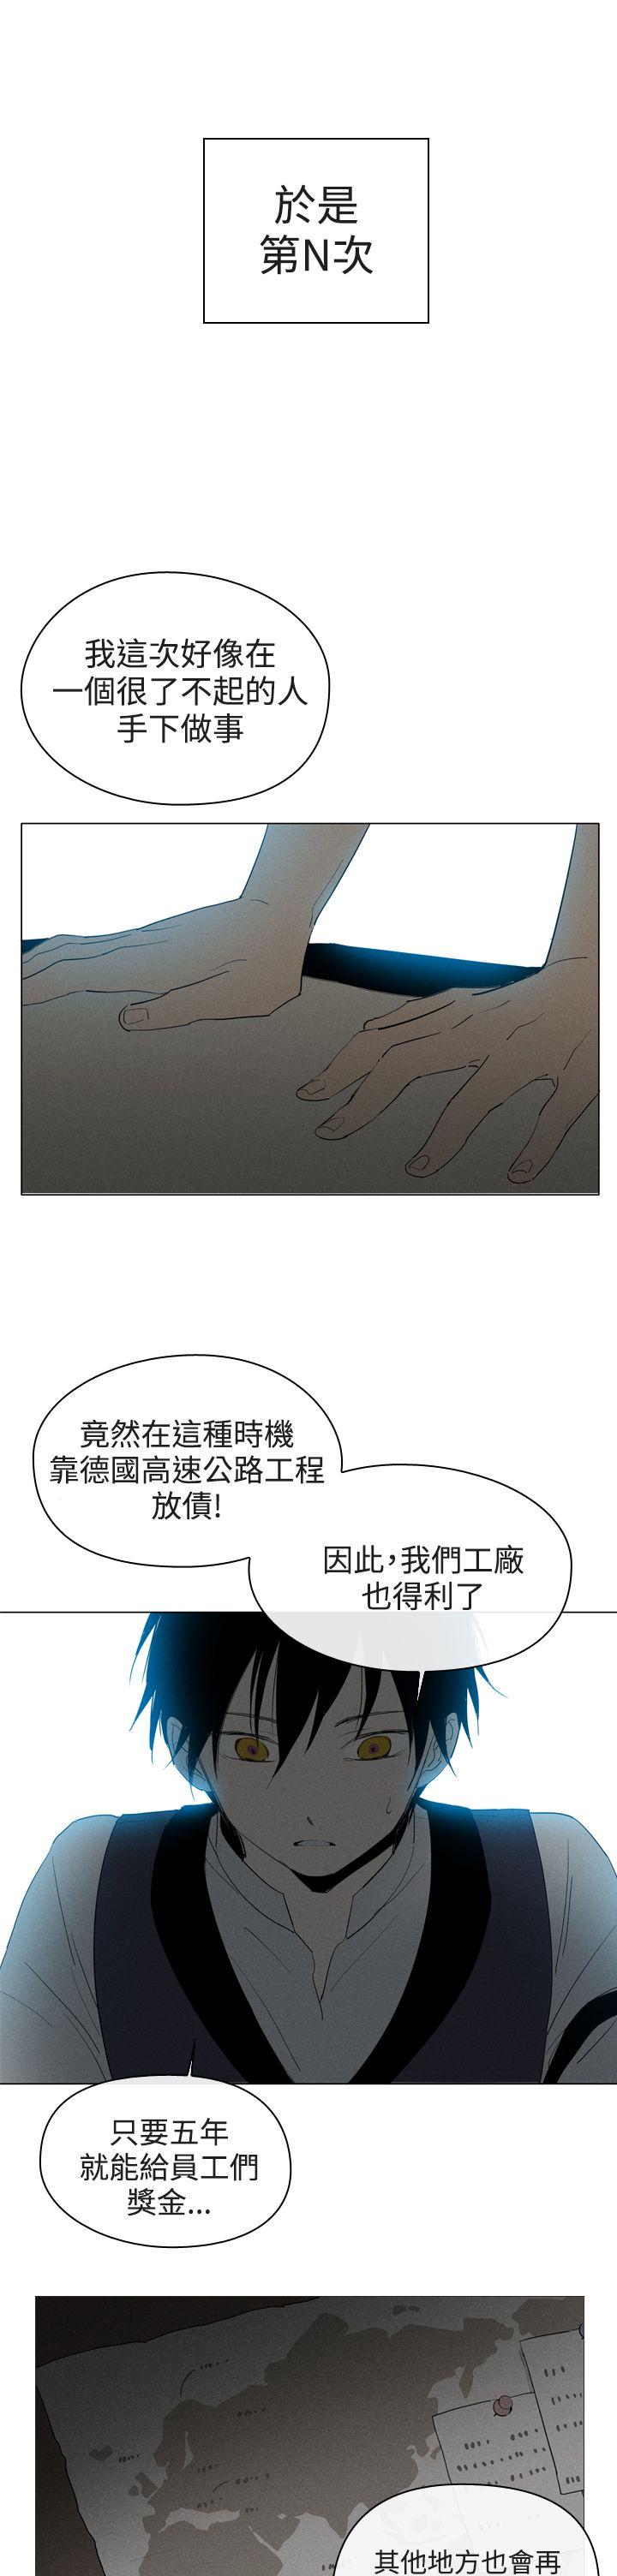 於是
第N次
我這次好像在
一個很了不起的人
手下做事
竟然在這種時機
靠德國高速公路工程
放債!
因此,我們工廠
也得利了
只要五年
就能給員工們
獎金...
其他地方也會再